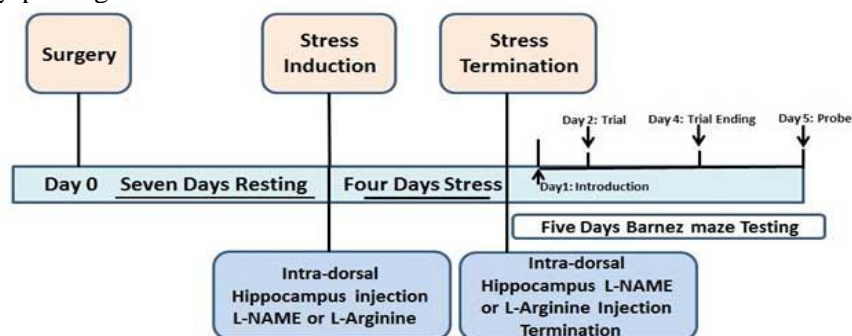 Surgery
Stress
Induction
Stress
Termination
Day 2: Trial
Day 4: Trial Ending
Day 5: Probe
Day 0
Seven Days Resting
Four Days Stress
Day1: Introduction
Five Days Barnez maze Testing
Intra-dorsal
Hippocampus injection
L-NAME or L-Arginine
Intra-dorsal
Hippocampus L-NAME
or L-Arginine Injection
Termination